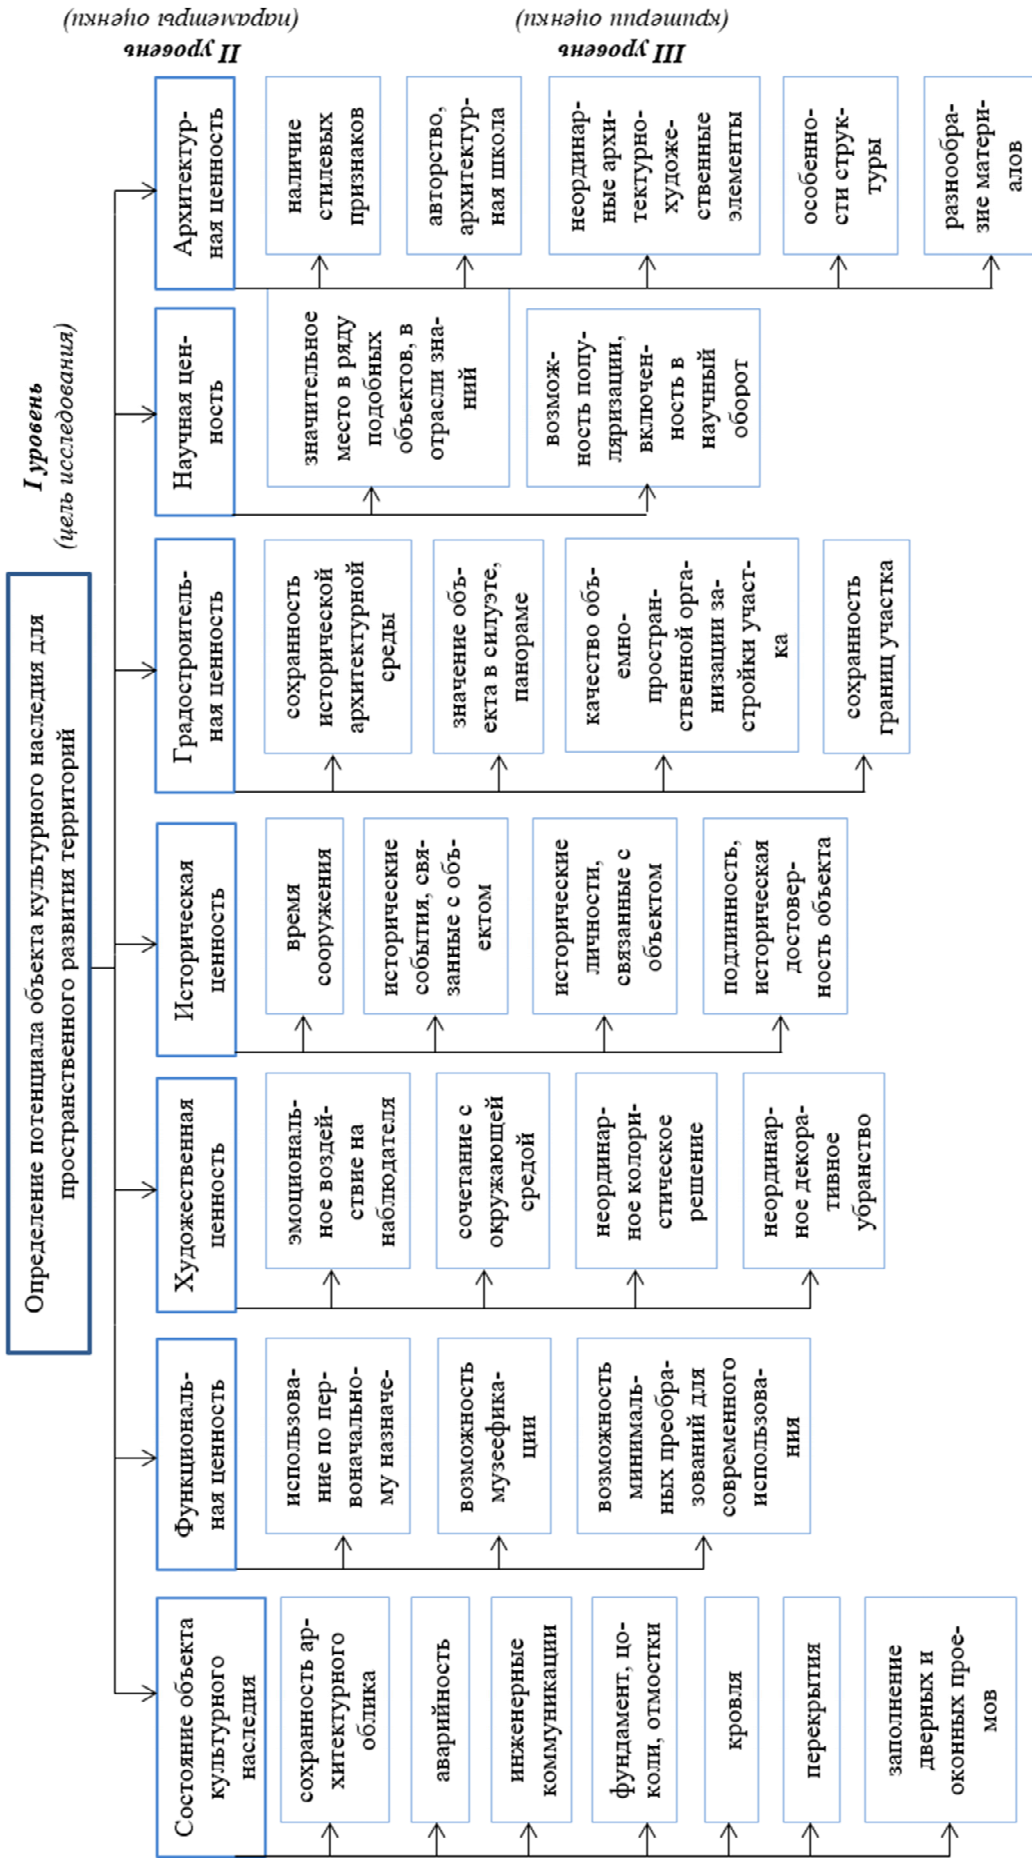 Определение потенциала объекта культурного наследия для
пространственного развития территорий
I уровень
(цель исследования)
II уровень
(параметры оценки)
III уровень
(критерии оценки)
Состояние объекта
культурного
наследия
сохранность ар-
хитектурного
облика
аварийность
инженерные
коммуникации
фундамент, цо-
коли, отмостки
кровля
перекрытия
заполнение
дверных и
оконных прое-
мов
Функциональ-
ная ценность
использова-
ние по пер-
воначально-
му назначе-
возможность
музеефика-
ции
возможность
минималь-
ных преобра-
зований для
современного
использова-
ния
Художественная
ценность
эмоциональ-
ное воздей-
ствие на
наблюдателя
сочетание с
окружающей
средой
неординар-
ное колори-
стическое
решение
неординар-
ное декора-
тивное
убранство
Историческая
ценность
время
сооружения
исторические
события, свя-
занные с объ-
ектом
исторические
личности,
связанные с
объектом
подлинность,
историческая
достовер-
ность объекта
Градостроитель-
ная ценность
сохранность
исторической
архитектурной
среды
значение объ-
екта в силуэте,
панораме
качество объ-
емно-
простран-
ственной орга-
низации за-
стройки участ-
ка
сохранность
границ участка
Научная цен-
ность
значительное
место в ряду
подобных
объектов, в
отрасли зна-
ний
возмож-
ность попу-
ляризации,
включен-
ность в
научный
оборот
Архитектур-
ная ценность
наличие
стилевых
признаков
авторство,
архитектур-
ная школа
неординар-
ные архи-
тектурно-
художе-
ственные
элементы
особенно-
сти струк-
туры
разнообра-
зие матери-
алов